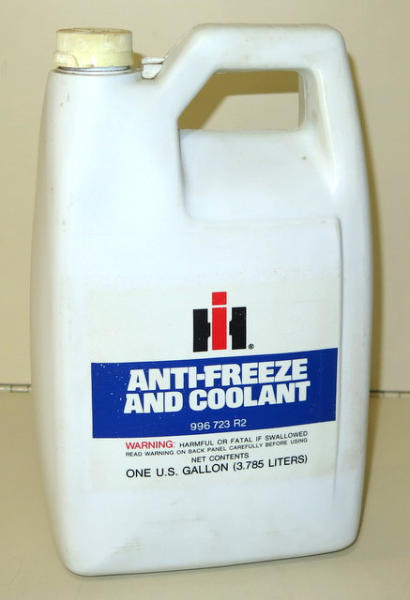 IH®
ANTI-FREEZE
AND COOLANT
996 723 R2
WARNING: HARMFUL OR FATAL IF SWALLOWED
READ WARNING ON BACK PANEL CAREFULLY BEFORE USING
NET CONTENTS
ONE U.S. GALLON (3.785 LITERS)